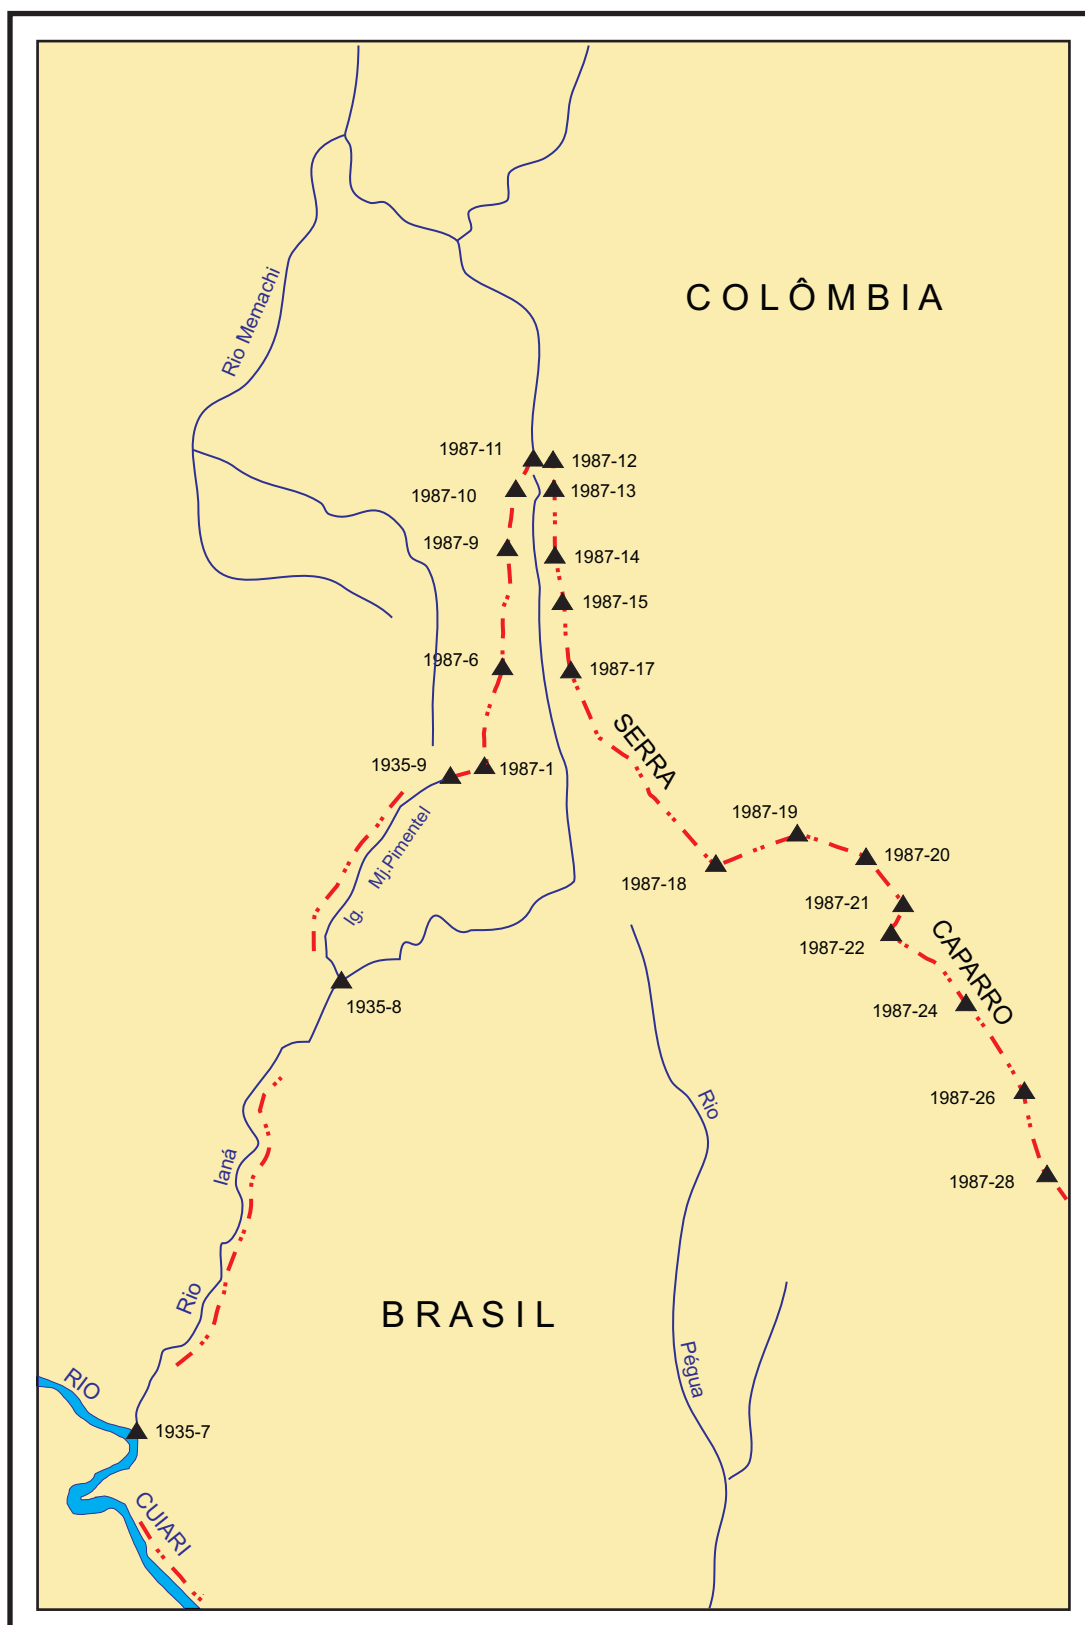 Rio Memachi
COLÔMBIA
1987-11
1987-12
1987-10
1987-13
1987-9
1987-14
1987-15
1987-6
1987-17
SERRA
1935-9
1987-1
1987-19
Mj.Pimentel
Ig.
1987-20
1987-18
1987-21
1987-22
CAPARRO
1935-8
1987-24
Rio
1987-26
Ianá
1987-28
Rio
BRASIL
Pégua
RIO
1935-7
CUIARI